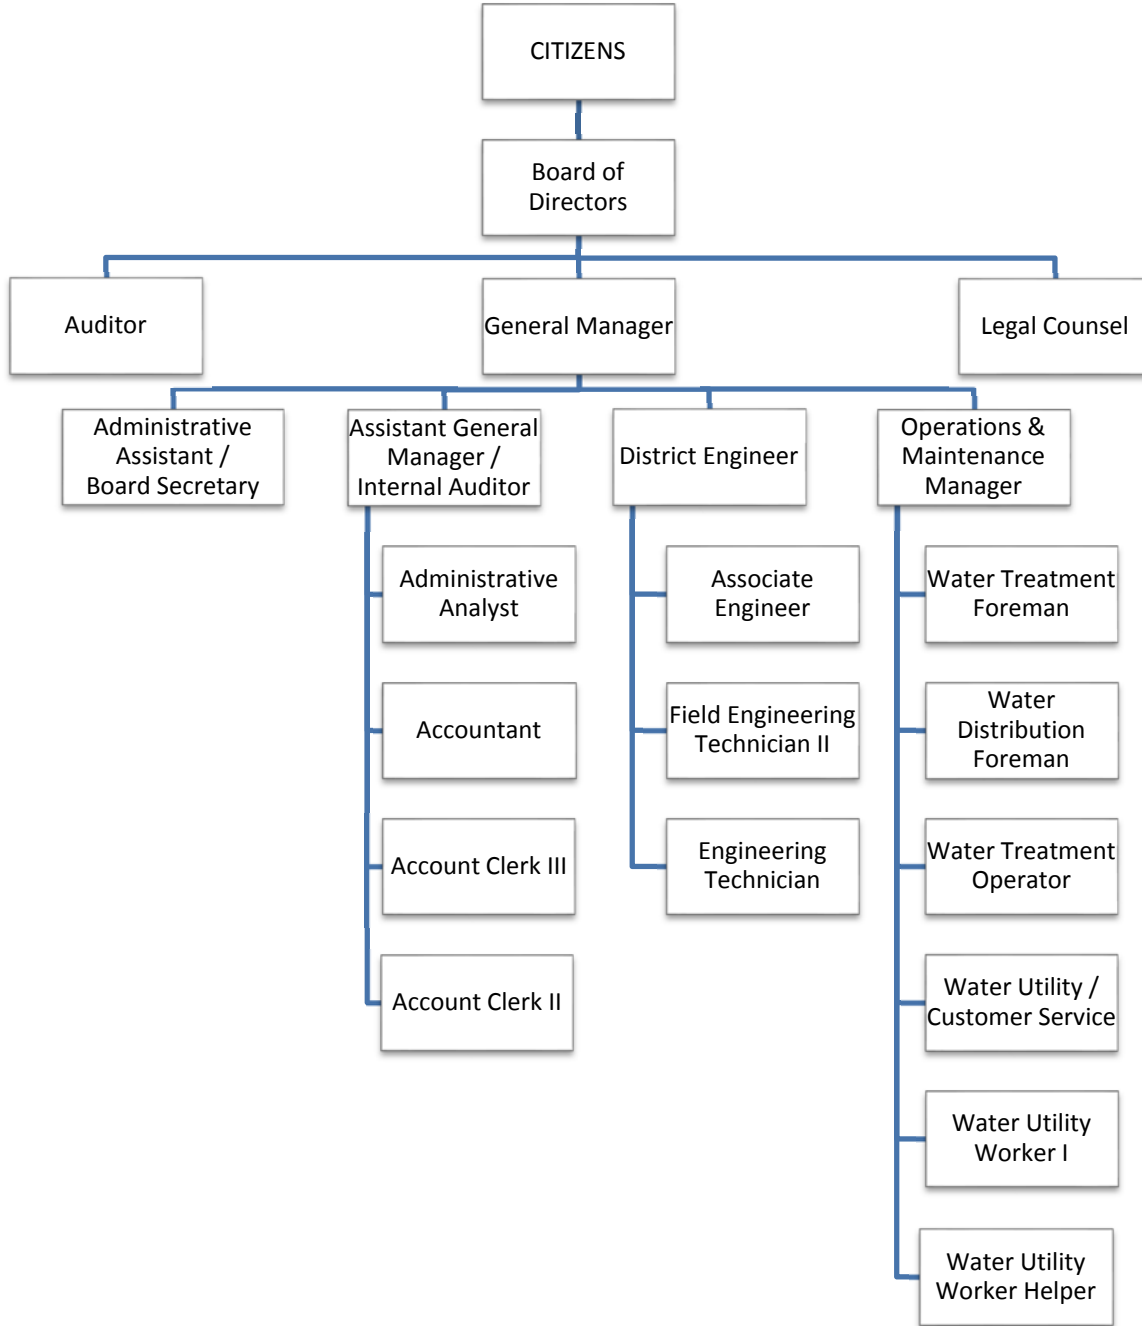 CITIZENS
Board of
Directors
Auditor
General Manager
Legal Counsel
Administrative
Assistant /
Board Secretary
Assistant General
Manager /
Internal Auditor
District Engineer
Operations &
Maintenance
Manager
Administrative
Analyst
Accountant
Account Clerk III
Account Clerk II
Associate
Engineer
Field Engineering
Technician II
Engineering
Technician
Water Treatment
Foreman
Water
Distribution
Foreman
Water Treatment
Operator
Water Utility /
Customer Service
Water Utility
Worker I
Water Utility
Worker Helper